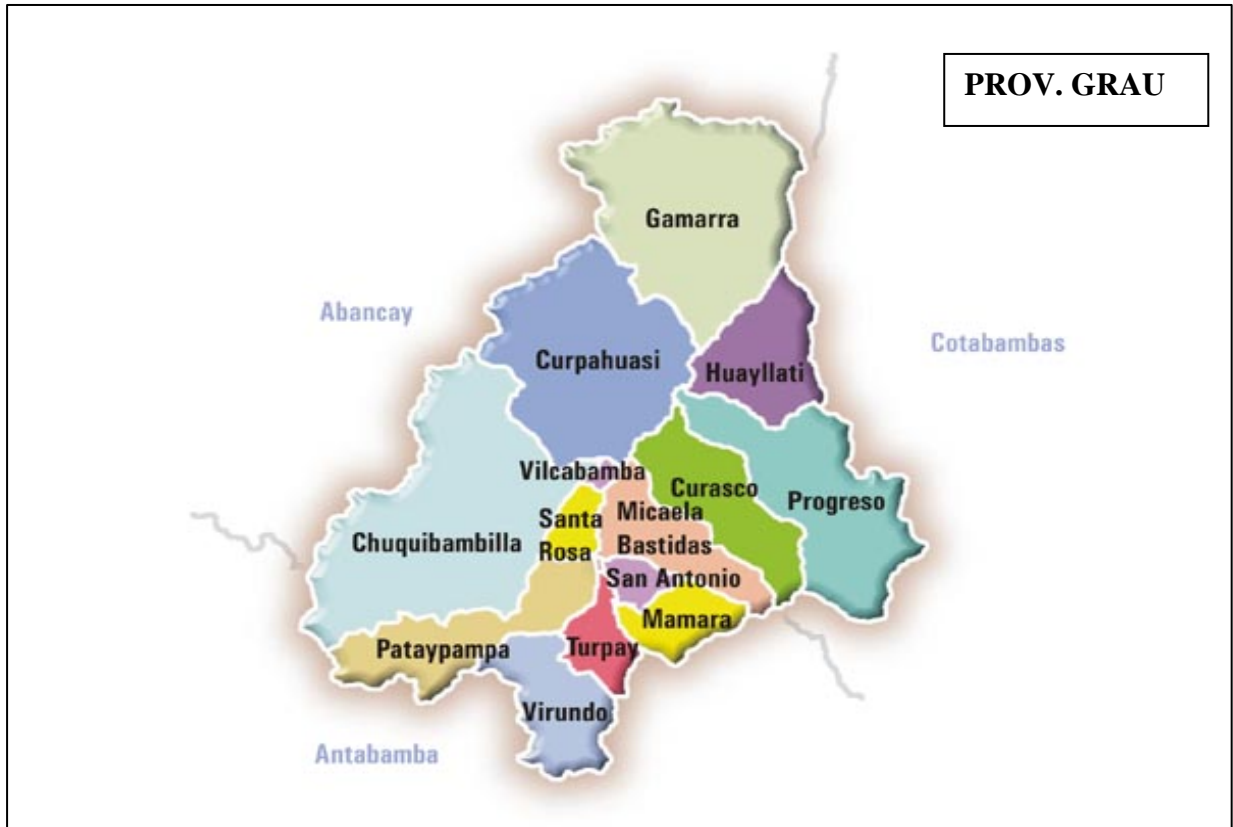 PROV. GRAU
Gamarra
Abancay
Cotabambas
Curpahuasi
Huayllati
Vilcabamba
Curasco
Progreso
Santa
Rosa
Micaela
Bastidas
Chuquibambilla
San Antonio
Mamara
Pataypampa
Turpay
Virundo
Antabamba